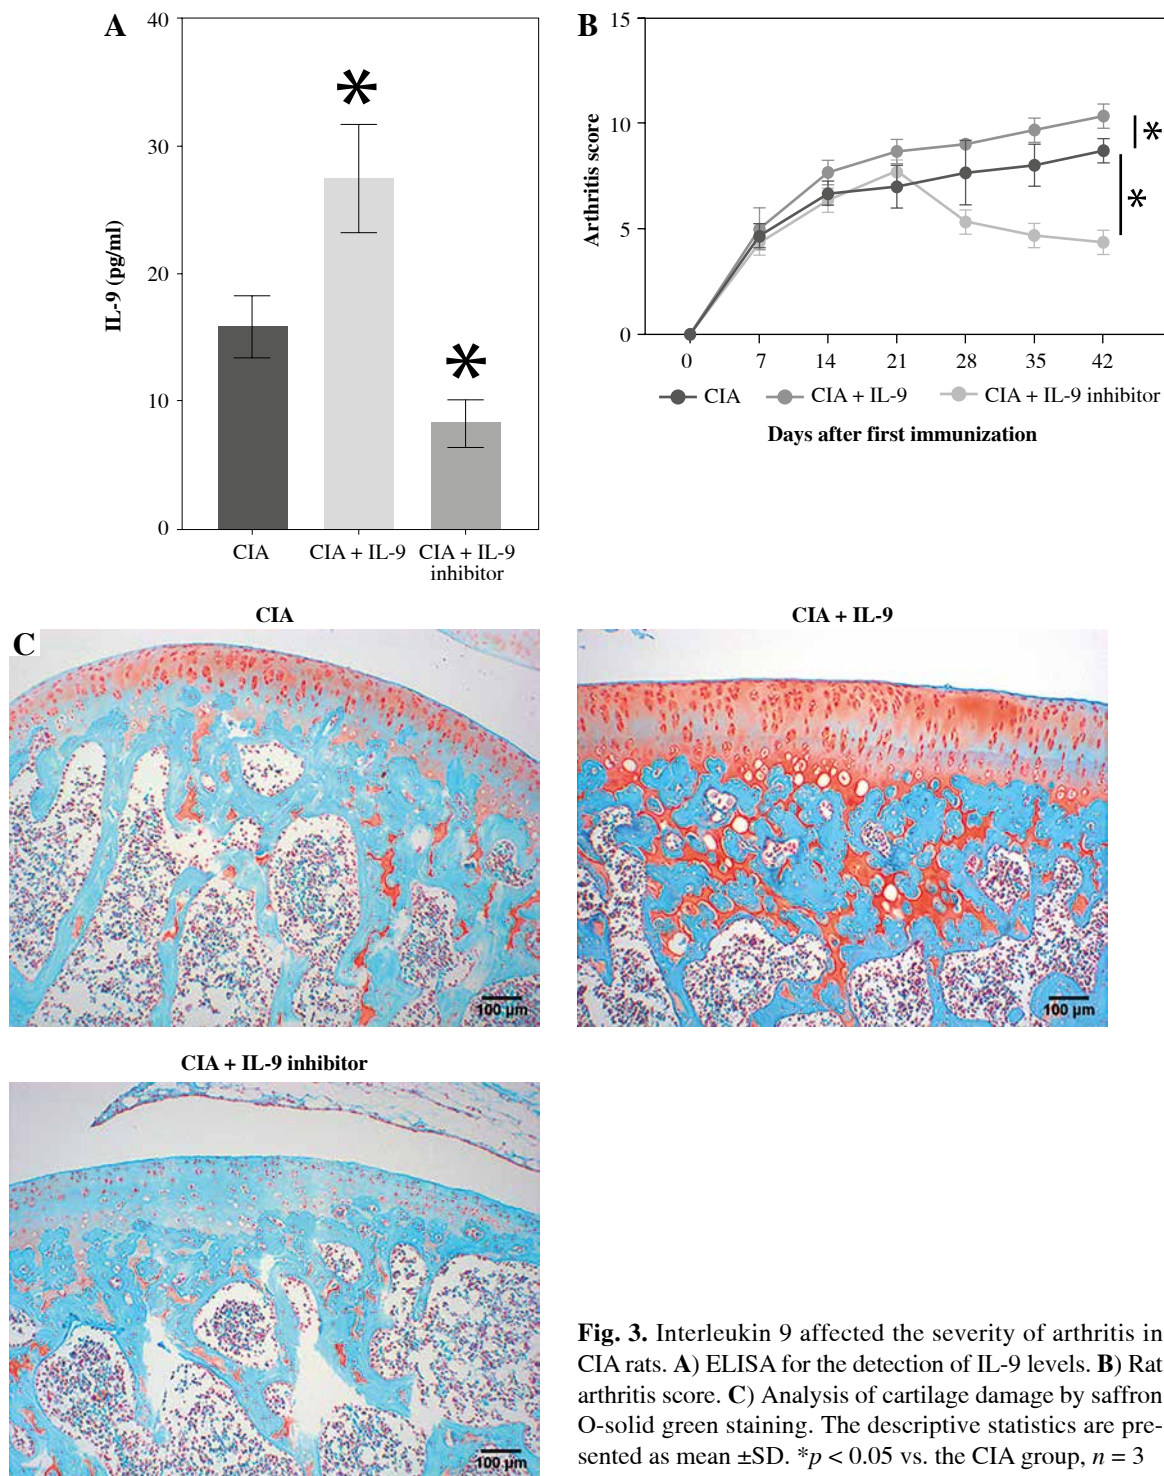 A
40
30
20
10
0
IL-9 (pg/ml)
*
*
CIA
CIA + IL-9
CIA + IL-9
inhibitor
B
15
10
5
0
Arthritis score
*
*
0 7 14 21 28 35 42
CIA CIA + IL-9 CIA + IL-9 inhibitor
Days after first immunization
C
CIA
100 µm
CIA + IL-9
100 µm
CIA + IL-9 inhibitor
100 µm
Fig. 3. Interleukin 9 affected the severity of arthritis in
CIA rats. A) ELISA for the detection of IL-9 levels. B) Rat
arthritis score. C) Analysis of cartilage damage by saffron
O-solid green staining. The descriptive statistics are pre-
sented as mean ±SD. *p < 0.05 vs. the CIA group, n = 3